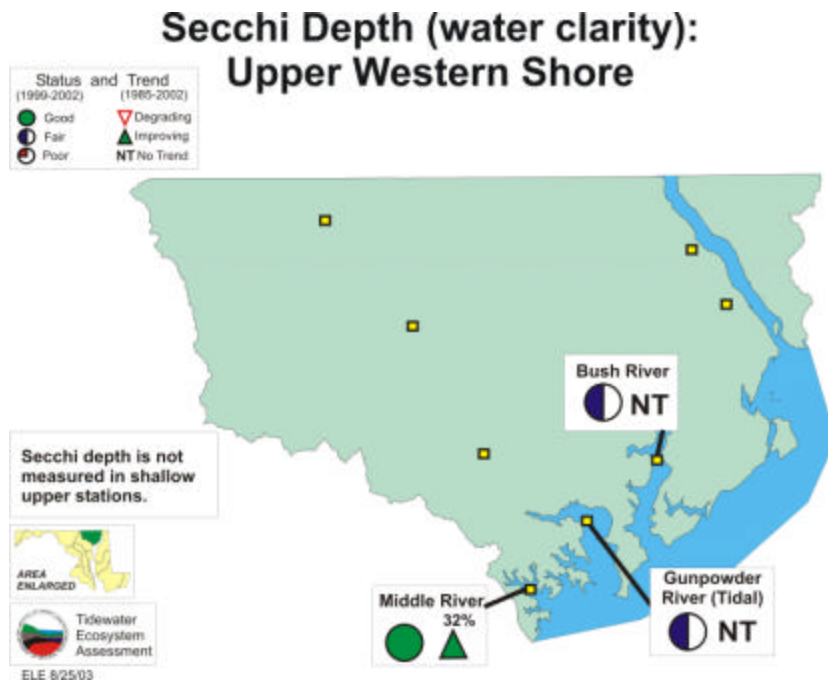 Secchi Depth (water clarity):
Upper Western Shore
Status and Trend
(1999-2002) (1985-2002)
Good Degrading
Fair Improving
Poor NT No Trend
Bush River
NT
Secchi depth is not
measured in shallow
upper stations.
AREA
ENLARGED
Gunpowder
River (Tidal)
NT
Middle River
32%
Tidewater
Ecosystem
Assessment
ELE 8/25/03